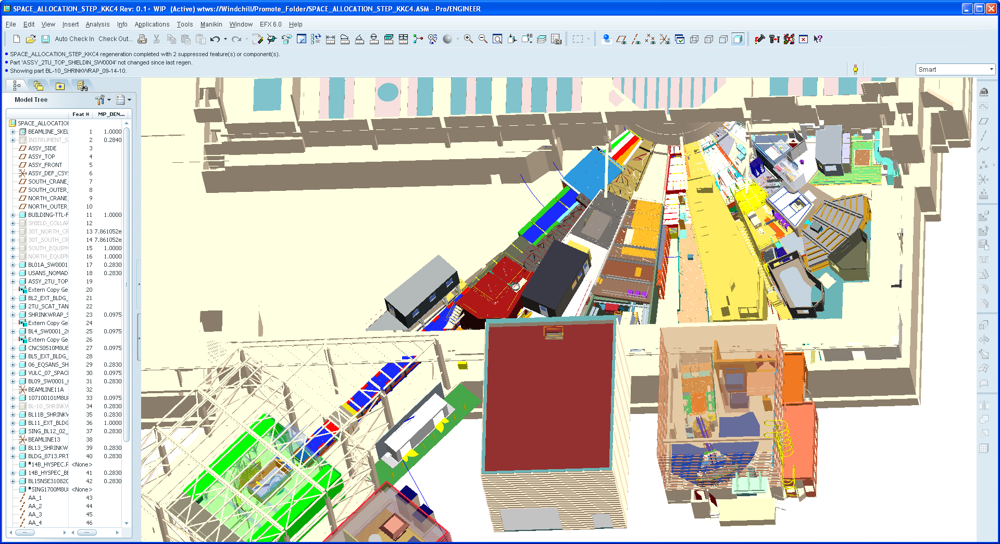 SPACE_ALLOCATION_STEP_KKC4 Rev: 0.1+ WIP (Active) wtws://Windchill/Promote_Folder/SPACE_ALLOCATION_STEP_KKC4.ASM - Pro/ENGINEER
File Edit View Insert Analysis Info Applications Tools Manikin Window EFX 6.0 Help
Auto Check In Check Out...
• SPACE_ALLOCATION_STEP_KKC4 regeneration completed with 2 suppressed feature(s) or component(s).
• Part 'ASSY_2TU_TOP_SHIELDIN_SW0004' not changed since last regen.
• Showing part BL-10_SHRINKWRAP_09-14-10.
Smart
Model Tree
Feat # MP_DEN...
SPACE_ALLOCATION
BEAMLINE_SKEL 1 1.0000
INSTRUMENT_S 2 0.2840
ASSY_SIDE 3
ASSY_TOP 4
ASSY_FRONT 5
ASSY_DEF_CSY 6
SOUTH_CRANE_ 7
SOUTH_OUTER_ 8
NORTH_CRANE_ 9
NORTH_OUTER_ 10
BUILDING-TTL-F 11 1.0000
SHIELD_COLLAR 12
30T_NORTH_CR 13 7.861052e
30T_SOUTH_CR 14 7.861052e
SOUTH_EQUIPM 15 1.0000
NORTH_EQUIPM 16 1.0000
BL01A_SW0001 17 0.2830
USANS_NOMAD 18 0.2830
ASSY_2TU_TOP 19
Extern Copy Ge 20
BL2_EXT_BLDG_ 21
2TU_SCAT_TAN 22
SHRINKWRAP_S 23 0.0975
Extern Copy Ge 24
BL4_SW0001_20 25 0.0975
Extern Copy Ge 26
CNCS0510M8U8 27 0.0975
BL5_EXT_BLDG_ 28
06_EQSANS_SH 29 0.2830
VULC_07_SPACE 30 0.0975
BL09_SW0001_ 31 0.2830
BEAMLINE11A 32
107100101M8U8 33 0.0975
BL-10_SHRINKW 34 0.2830
BL11B_SHRINKW 35 0.2830
BL11_EXT_BLDG 36 1.0000
SING_BL12_02_ 37 0.2830
BEAMLINE13 38
BL13_SHRINKW 39 0.2830
BLDG_8713.PRT 40 0.2830
"14B_HYSPEC.F <None>
14B_HYSPEC_BE 41 0.2830
BL15NSE310820 42 0.2830
"SING1700M8U8 <None>
AA_1 43
AA_2 44
AA_3 45
AA_4 46